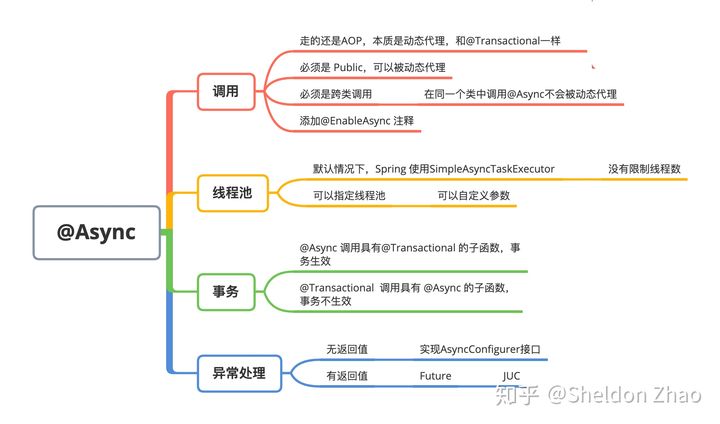 走的还是AOP，本质是动态代理，和@Transactional一样
必须是 Public，可以被动态代理
调用
必须是跨类调用
在同一个类中调用@Async不会被动态代理
添加@EnableAsync 注释
默认情况下，Spring 使用SimpleAsyncTaskExecutor
没有限制线程数
线程池
可以指定线程池
可以自定义参数
@Async
@Async 调用具有@Transactional 的子函数，事
务生效
事务
@Transactional 调用具有 @Async 的子函数，
事务不生效
无返回值
实现AsyncConfigurer接口
异常处理
有返回值
Future
JUC
知乎 @Sheldon Zhao